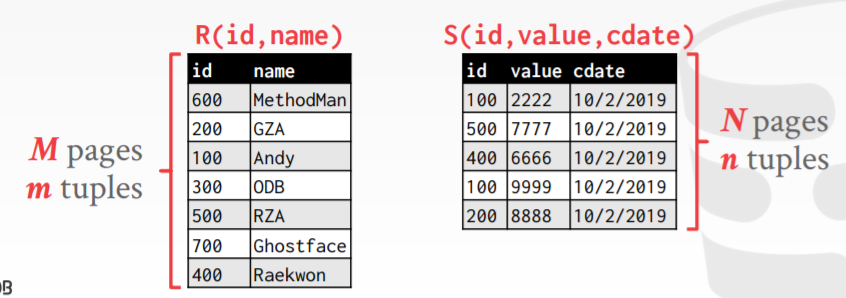 R(id,name)
id name
600 MethodMan
200 GZA
100 Andy
300 ODB
500 RZA
700 Ghostface
400 Raekwon
M pages
m tuples
S(id,value,cdate)
id value cdate
100 2222 10/2/2019
500 7777 10/2/2019
400 6666 10/2/2019
100 9999 10/2/2019
200 8888 10/2/2019
N pages
n tuples